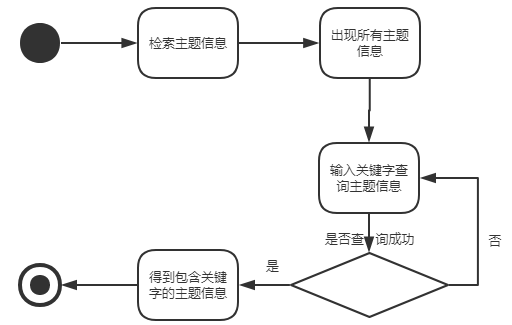 检索主题信息
出现所有主题
信息
输入关键字查
询主题信息
是否查 询成功
否
是
得到包含关键
字的主题信息